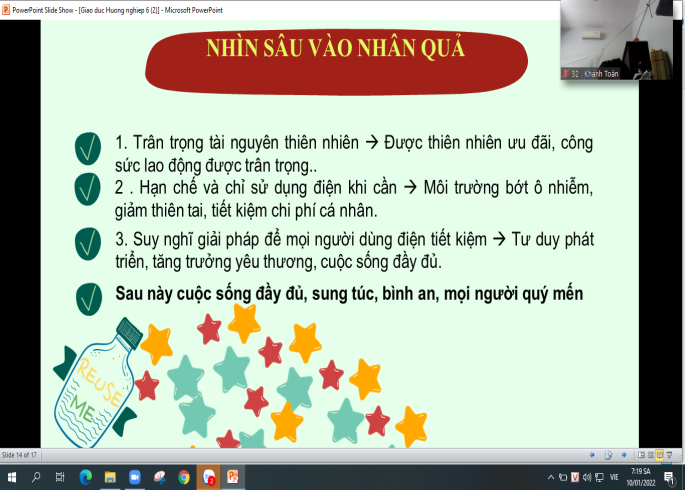 PowerPoint Slide Show - [Giao duc Huong nghiep 6 (2)] - Microsoft PowerPoint
NHÌN SÂU VÀO NHÂN QUẢ
32 . Khánh Toàn
1. Trân trọng tài nguyên thiên nhiên → Được thiên nhiên ưu đãi, công
sức lao động được trân trọng..
2 . Hạn chế và chỉ sử dụng điện khi cần → Môi trường bớt ô nhiễm,
giảm thiên tai, tiết kiệm chi phí cá nhân.
3. Suy nghĩ giải pháp để mọi người dùng điện tiết kiệm → Tư duy phát
triển, tăng trưởng yêu thương, cuộc sống đầy đủ.
Sau này cuộc sống đầy đủ, sung túc, bình an, mọi người quý mến
REUSE
ME
Slide 14 of 17
VIE
7:19 SA
10/01/2022